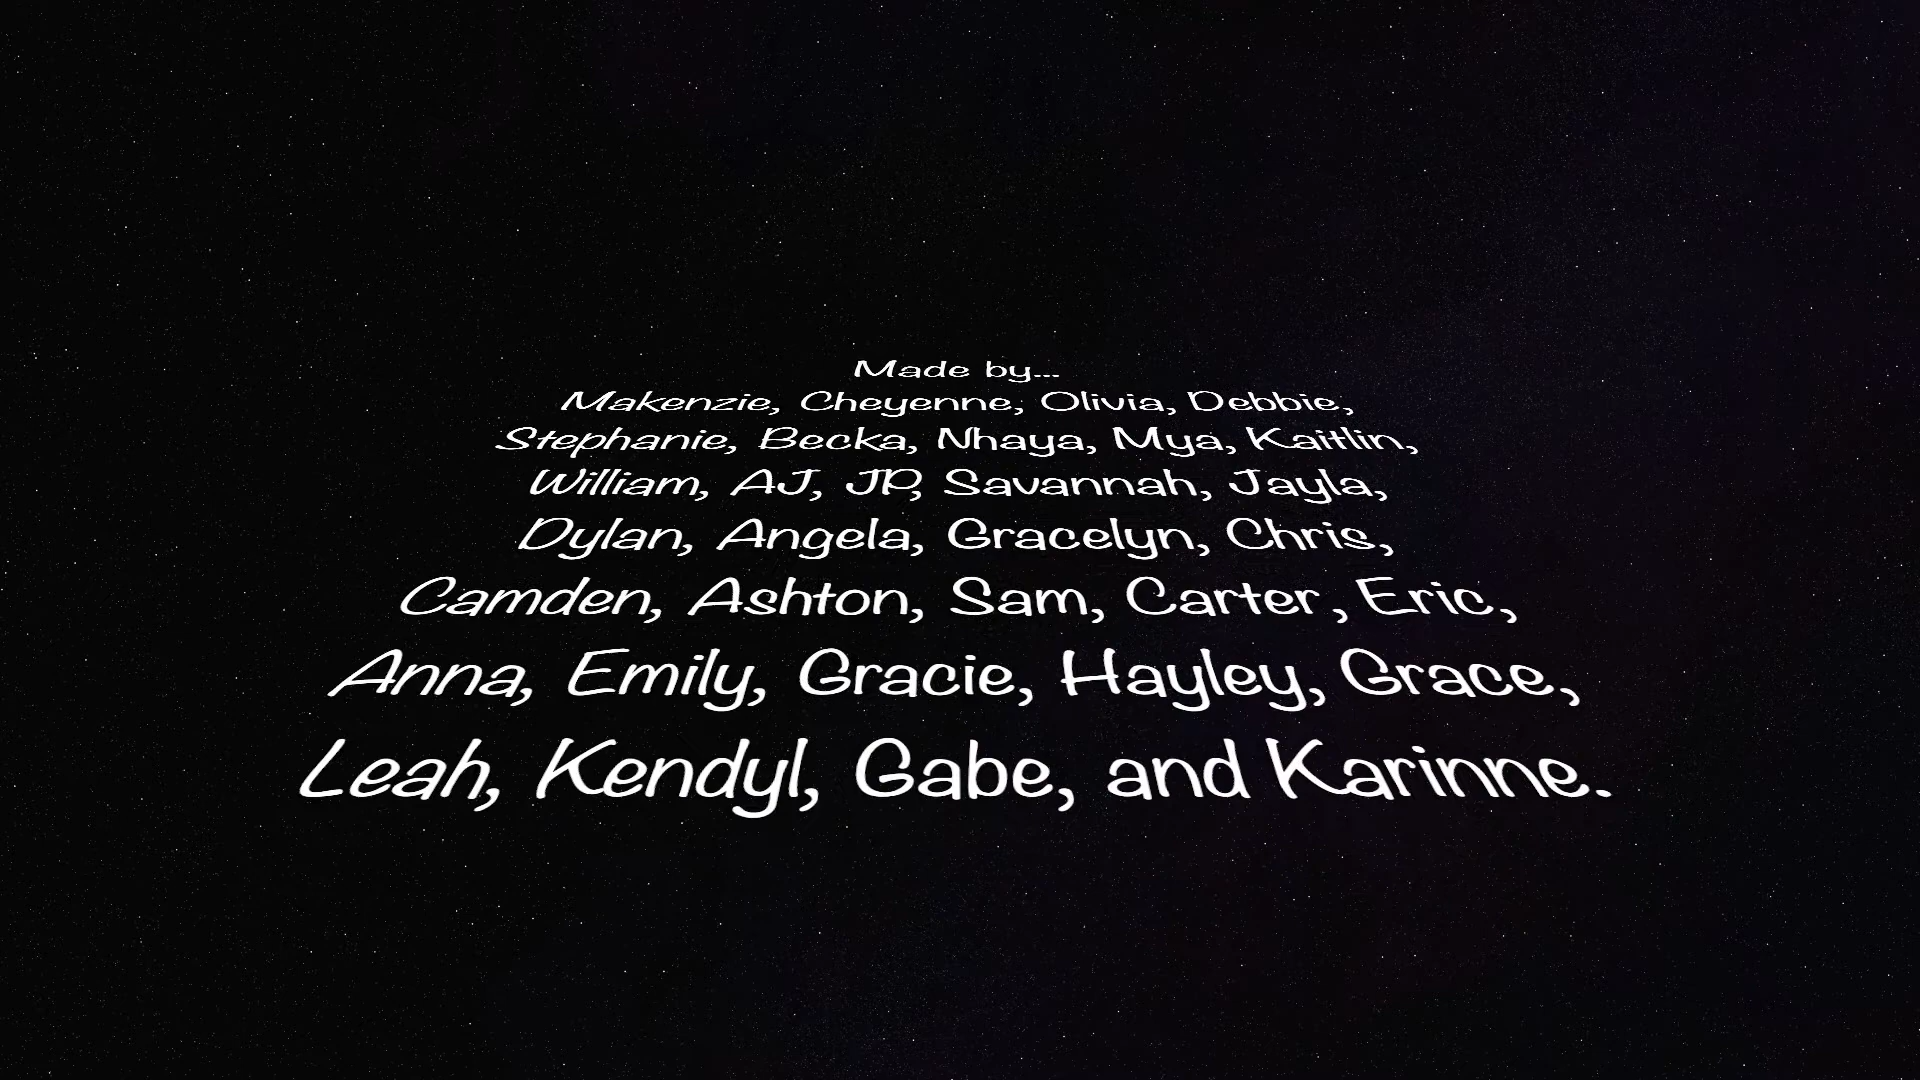 Made by...
Makenzie, Cheyenne, Olivia, Debbie,
Stephanie, Becka, Nhaya, Mya, Kaitlin,
William, AJ, JP, Savannah, Jayla,
Dylan, Angela, Gracelyn, Chris,
Camden, Ashton, Sam, Carter, Eric,
Anna, Emily, Gracie, Hayley, Grace,
Leah, Kendyl, Gabe, and Karinne.